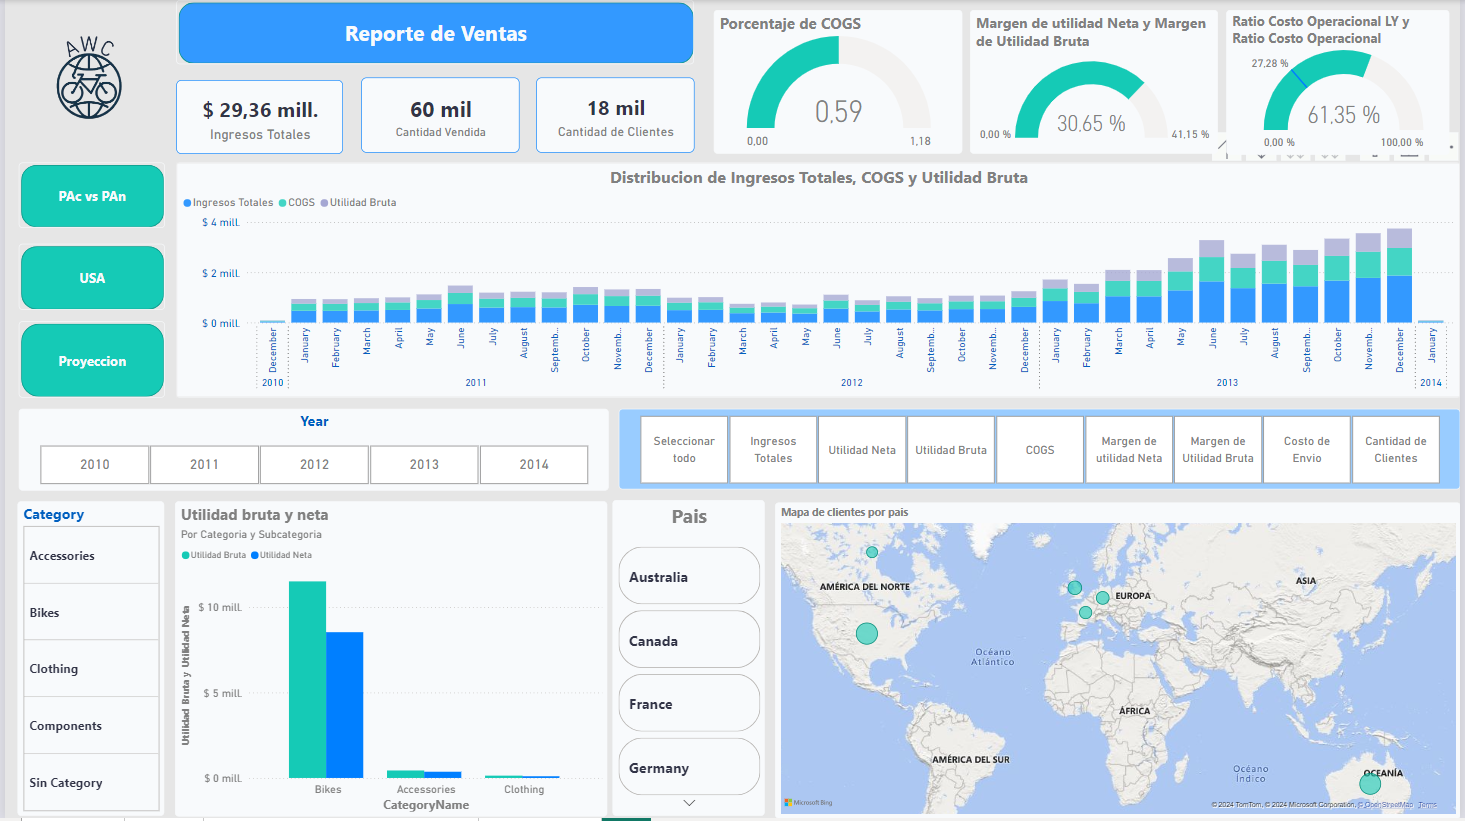 AWC
Reporte de Ventas
$ 29,36 mill.
Ingresos Totales
60 mil
Cantidad Vendida
18 mil
Cantidad de Clientes
Porcentaje de COGS
0,59
0,00
1,18
Margen de utilidad Neta y Margen
de Utilidad Bruta
30,65 %
0,00 %
41,15 %
Ratio Costo Operacional LY y
Ratio Costo Operacional
27,28 %
61,35 %
0,00 %
100,00 %
PAc vs PAn
USA
Proyeccion
Distribucion de Ingresos Totales, COGS y Utilidad Bruta
Ingresos Totales COGS Utilidad Bruta
$ 4 mill.
$ 2 mill.
$ 0 mill.
December January February March April May June July August Septemb... October Novemb... December January February March April May June July August Septemb... October Novemb... December January February March April May June July August Septemb... October Novemb... December January
2010 2011 2012 2013 2014
Year
2010 2011 2012 2013 2014
Seleccionar
todo
Ingresos
Totales
Utilidad Neta
Utilidad Bruta
COGS
Margen de
utilidad Neta
Margen de
Utilidad Bruta
Costo de
Envio
Cantidad de
Clientes
Category
Accessories
Bikes
Clothing
Components
Sin Category
Utilidad bruta y neta
Por Categoria y Subcategoria
Utilidad Bruta Utilidad Neta
Utilidad Bruta y Utilidad Neta
$ 10 mill.
$ 5 mill.
$ 0 mill.
Bikes Accessories Clothing
CategoryName
Pais
Australia
Canada
France
Germany
Mapa de clientes por pais
AMÉRICA DEL NORTE
EUROPA
ASIA
Océano
Atlántico
ÁFRICA
AMÉRICA DEL SUR
Océano
Índico
OCEANÍA
Microsoft Bing
© 2024 TomTom, © 2024 Microsoft Corporation, © OpenStreetMap Terms